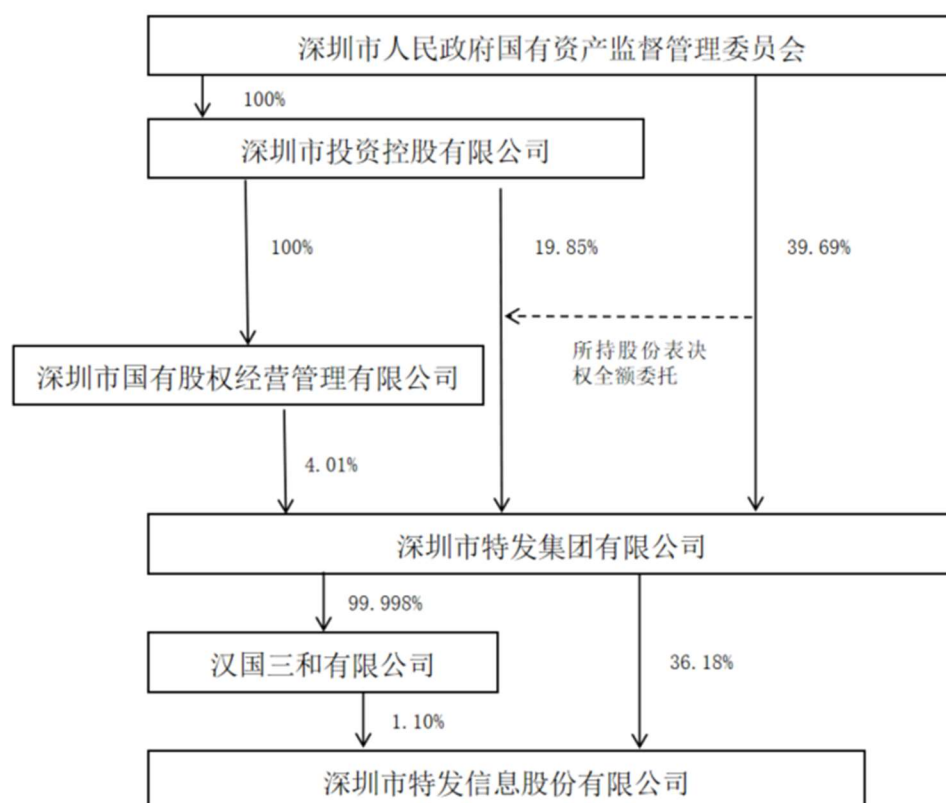 深圳市人民政府国有资产监督管理委员会
100%
深圳市投资控股有限公司
100%
19.85%
39.69%
所持股份表决
权全额委托
深圳市国有股权经营管理有限公司
4.01%
深圳市特发集团有限公司
99.998%
汉国三和有限公司
36.18%
1.10%
深圳市特发信息股份有限公司